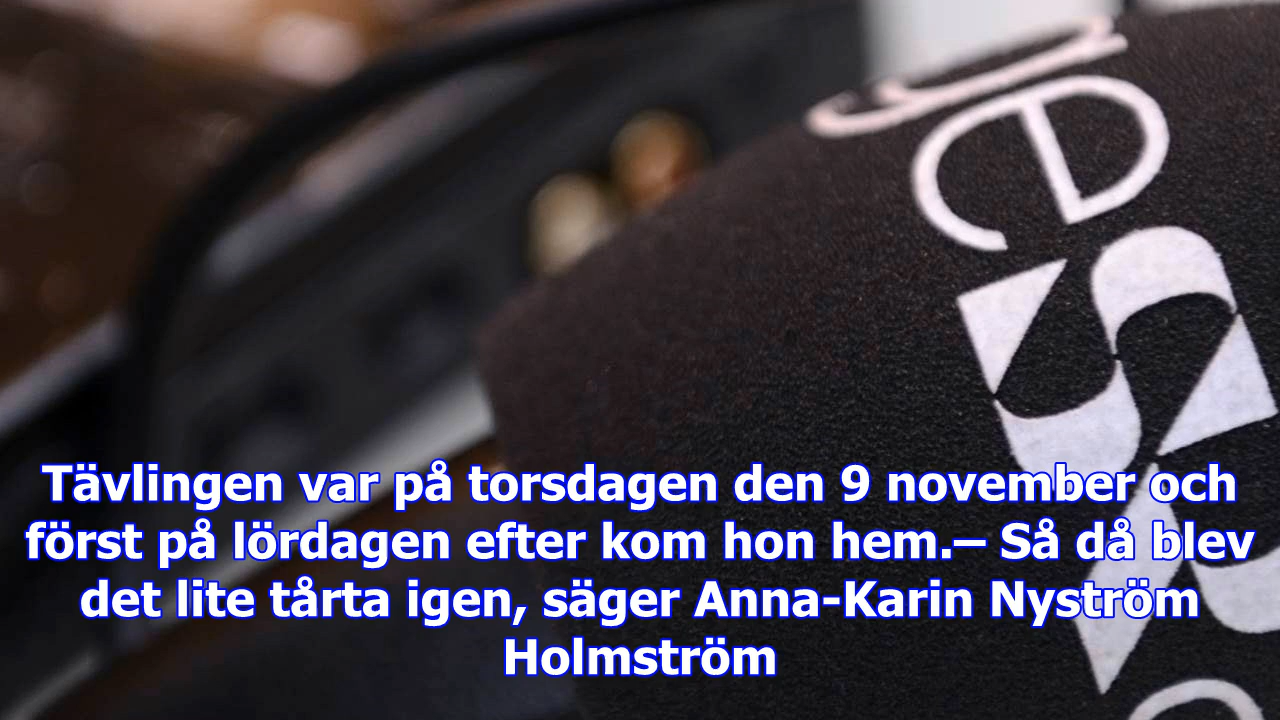 Tävlingen var på torsdagen den 9 november och
först på lördagen efter kom hon hem.– Så då blev
det lite tårta igen, säger Anna-Karin Nyström
Holmström